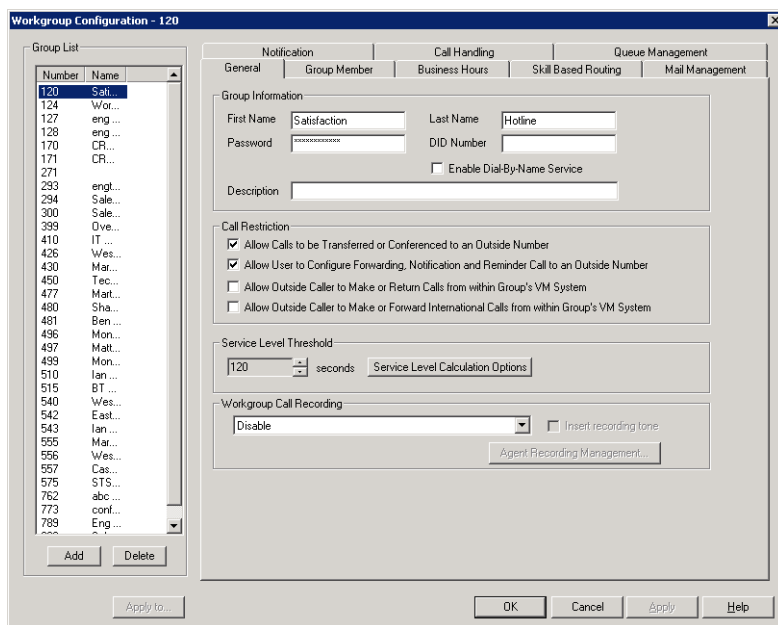 Workgroup Configuration - 120
Group List
Number Name
120 Sati...
124 Wor...
127 eng ...
128 eng ...
170 CR...
171 CR...
271
293 engt...
294 Sale...
300 Sale...
399 Ove...
410 IT ...
426 Wes...
430 Mar...
450 Tec...
477 Mart...
480 Sha...
481 Ben ...
496 Mon...
497 Matt...
499 Mon...
510 Ian ...
515 BT ...
540 Wes...
542 East...
543 Ian ...
555 Mar...
556 Wes...
557 Cas...
575 STS...
762 abc ...
773 conf...
789 Eng ...
Add Delete
Apply to...
Notification Call Handling Queue Management
General Group Member Business Hours Skill Based Routing Mail Management
Group Information
First Name Satisfaction Last Name Hotline
Password ************ DID Number
Enable Dial-By-Name Service
Description
Call Restriction
Allow Calls to be Transferred or Conferenced to an Outside Number
Allow User to Configure Forwarding, Notification and Reminder Call to an Outside Number
Allow Outside Caller to Make or Return Calls from within Group's VM System
Allow Outside Caller to Make or Forward International Calls from within Group's VM System
Service Level Threshold
120 seconds Service Level Calculation Options
Workgroup Call Recording
Disable Insert recording tone
Agent Recording Management...
OK Cancel Apply Help